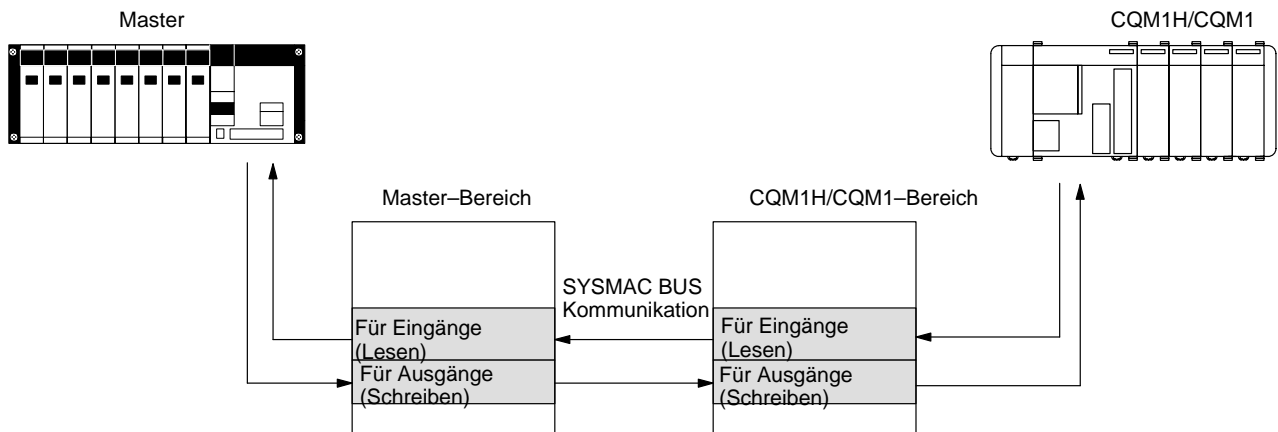 Master
CQM1H/CQM1
Master–Bereich
CQM1H/CQM1–Bereich
SYSMAC BUS
Kommunikation
Für Eingänge
(Lesen)
Für Ausgänge
(Schreiben)
Für Eingänge
(Lesen)
Für Ausgänge
(Schreiben)